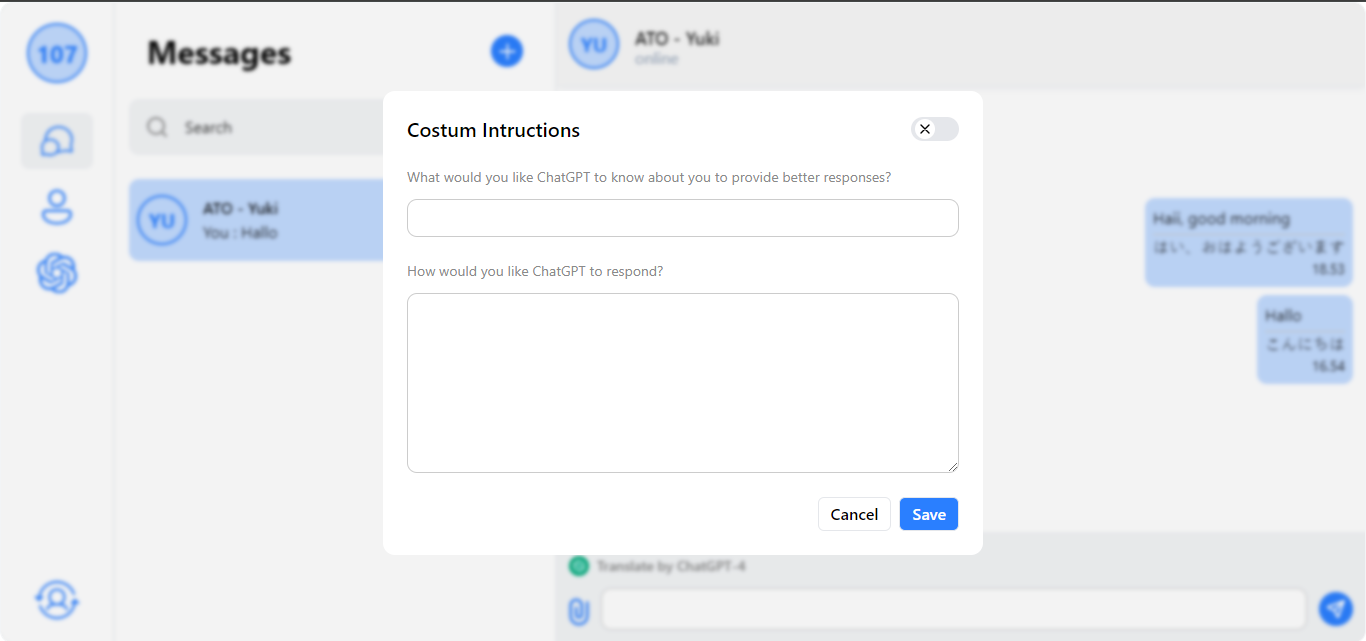 107
Messages
Search
YU
ATO - Yuki
You : Hallo
YU
ATO - Yuki
online
Costum Intructions
What would you like ChatGPT to know about you to provide better responses?
How would you like ChatGPT to respond?
Cancel
Save
Haii, good morning
はい、おはようございます
18.53
Hallo
こんにちは
16.54
Translate by ChatGPT-4